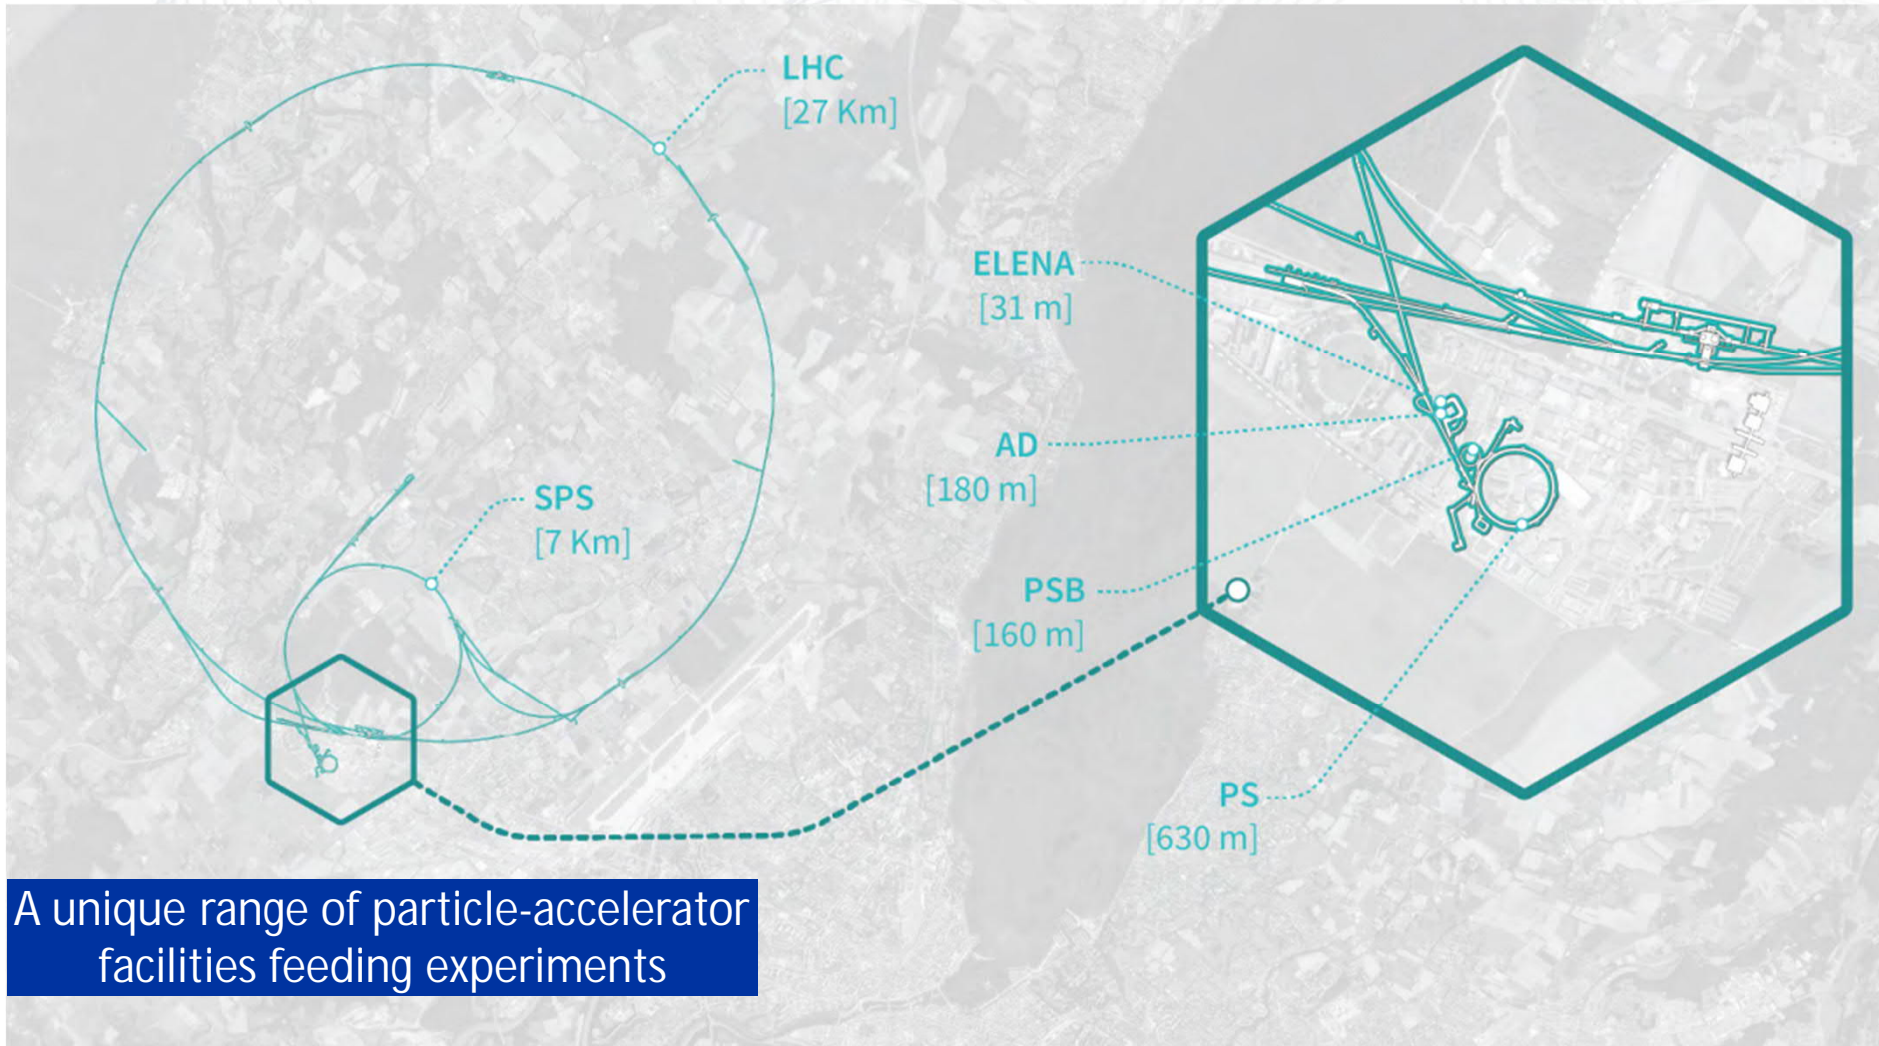 LHC
[27 Km]
ELENA
[31 m]
AD
[180 m]
SPS
[7 Km]
PSB
[160 m]
PS
[630 m]
A unique range of particle-accelerator
facilities feeding experiments